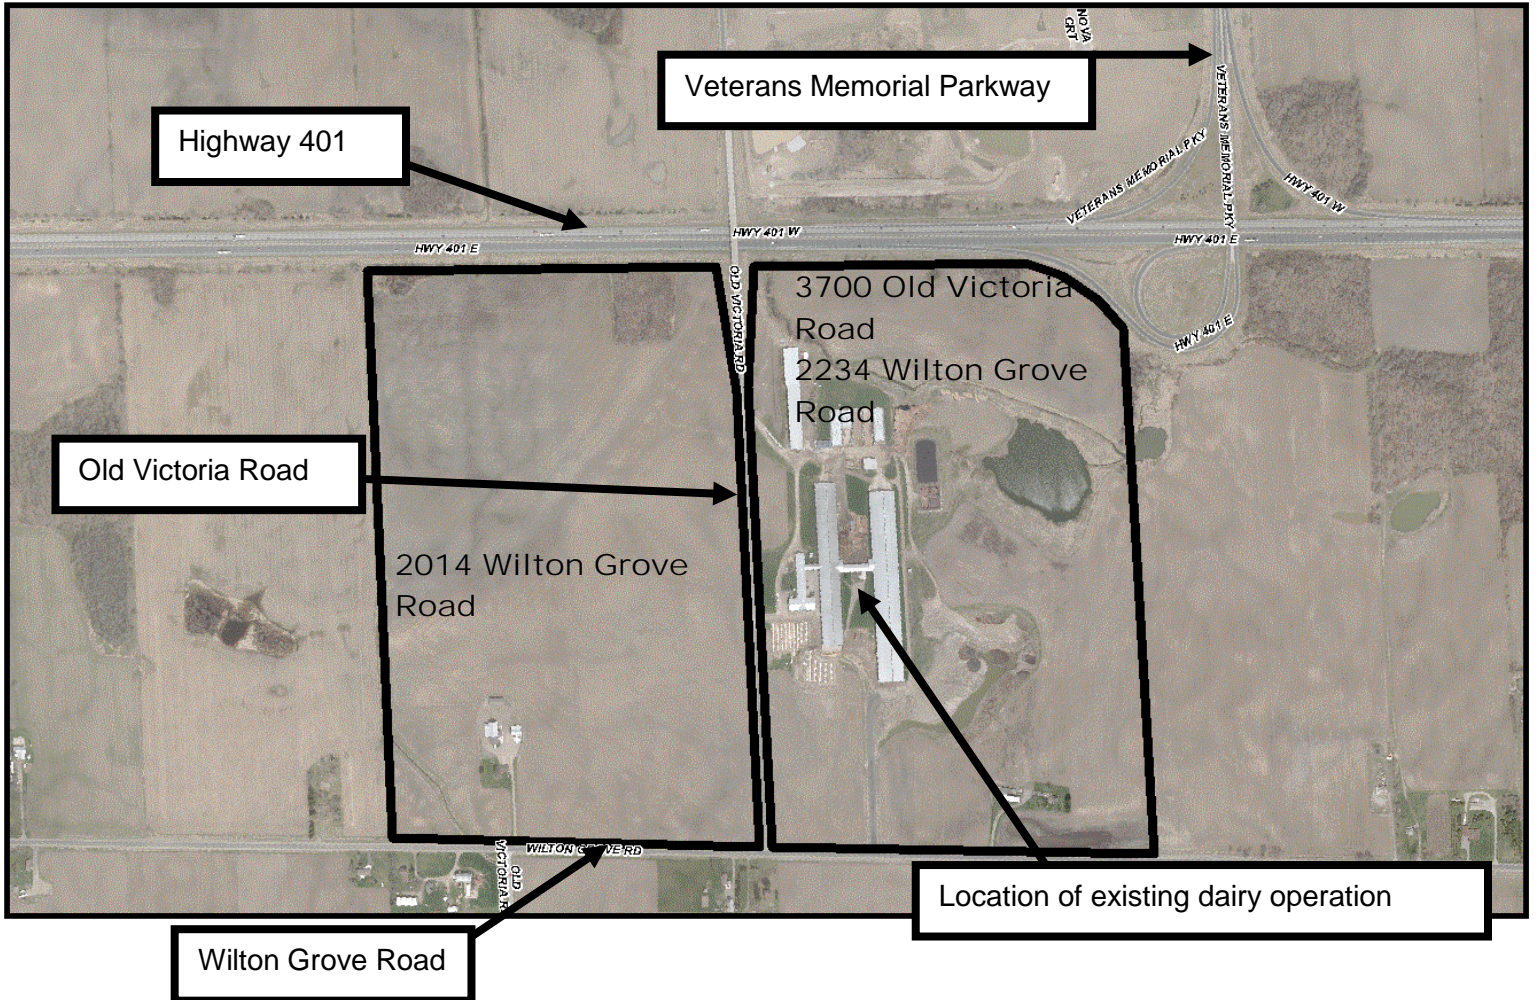 NOVA
CRT
Veterans Memorial Parkway
Highway 401
VETERANS MEMORIAL PKY
VETERANS MEMORIAL PKY
HWY 401 W
HWY 401 W
HWY 401 E
HWY 401 E
OLD VICTORIA RD
3700 Old Victoria
Road
HWY 401 E
2234 Wilton Grove
Road
Old Victoria Road
2014 Wilton Grove
Road
WILTON GROVE RD
OLD
VICTORIA R
Location of existing dairy operation
Wilton Grove Road